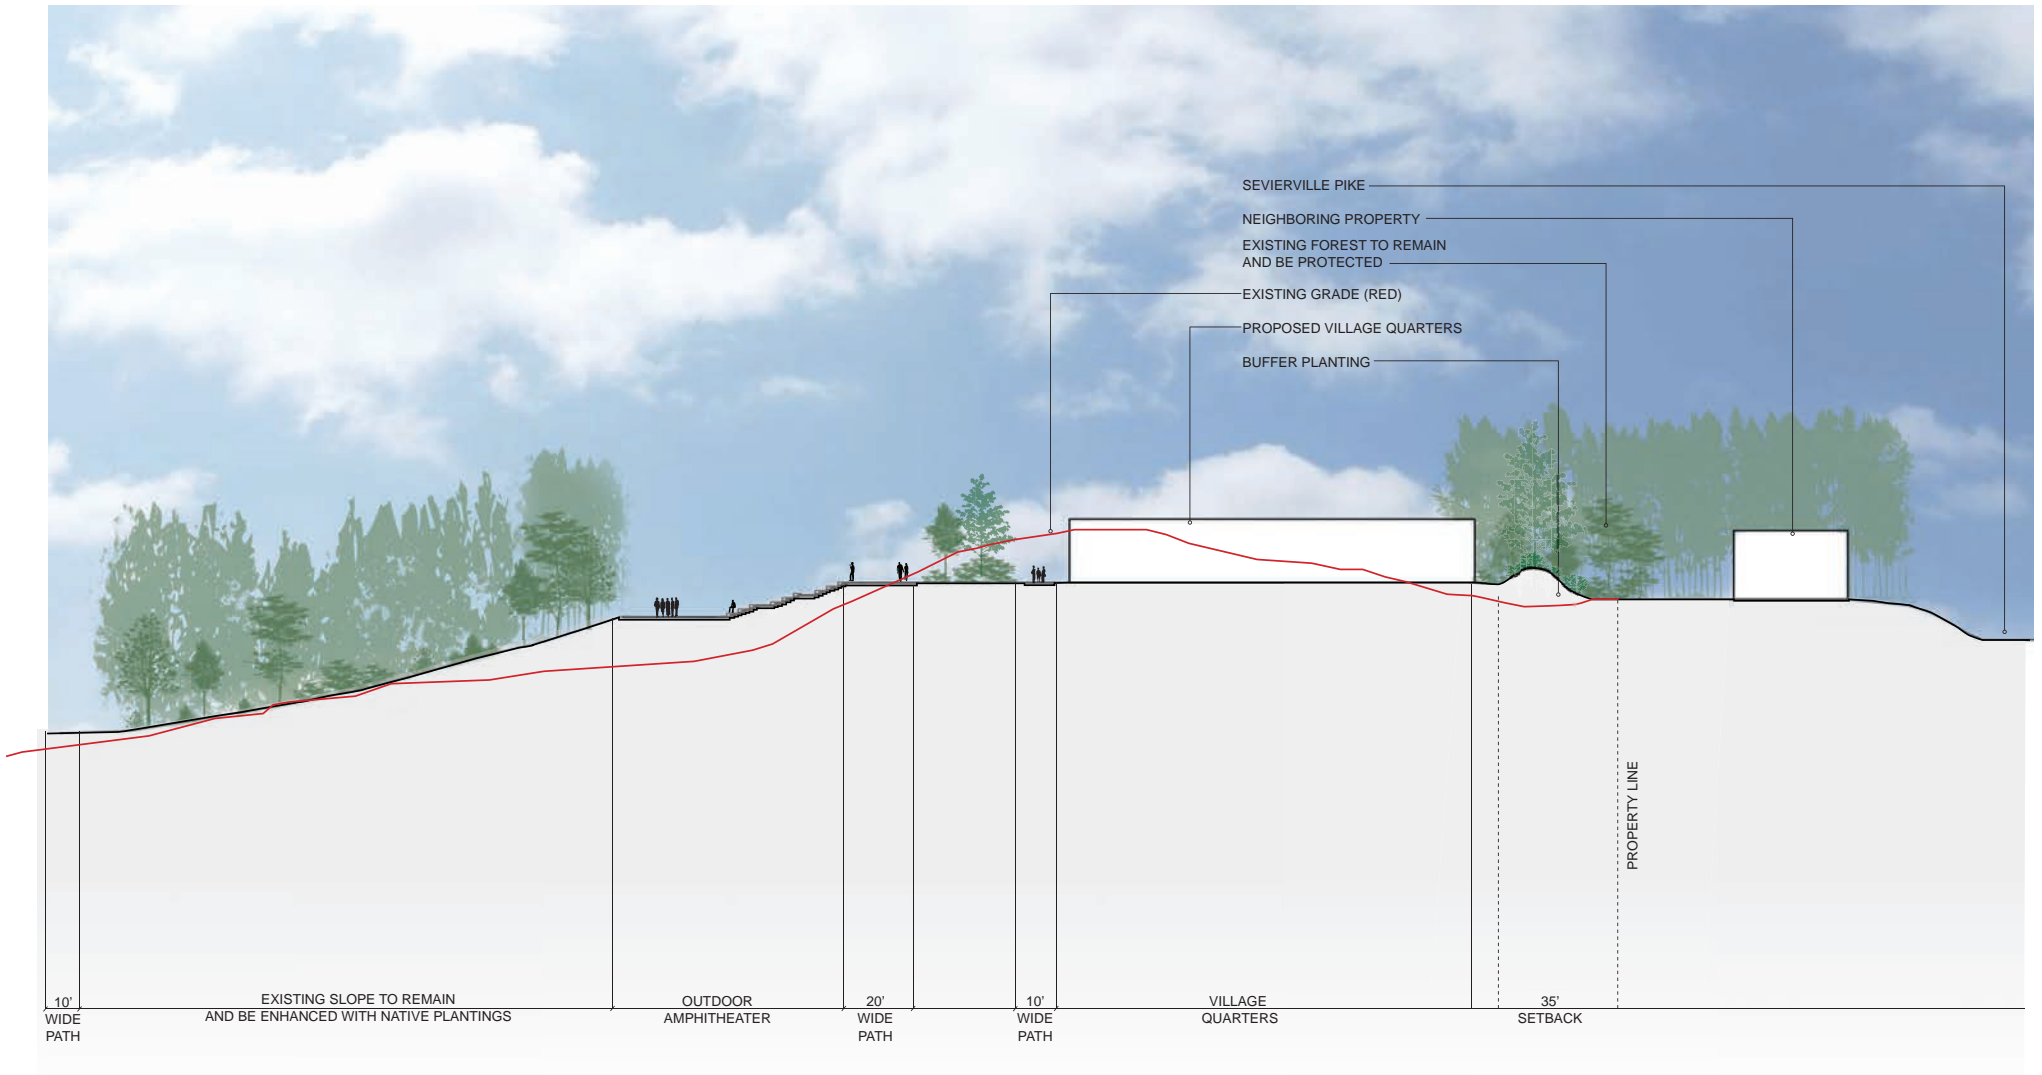 SEVIERVILLE PIKE
NEIGHBORING PROPERTY
EXISTING FOREST TO REMAIN
AND BE PROTECTED
EXISTING GRADE (RED)
PROPOSED VILLAGE QUARTERS
BUFFER PLANTING
PROPERTY LINE
10'
WIDE
PATH
EXISTING SLOPE TO REMAIN
AND BE ENHANCED WITH NATIVE PLANTINGS
OUTDOOR
AMPHITHEATER
20'
WIDE
PATH
10'
WIDE
PATH
VILLAGE
QUARTERS
35'
SETBACK